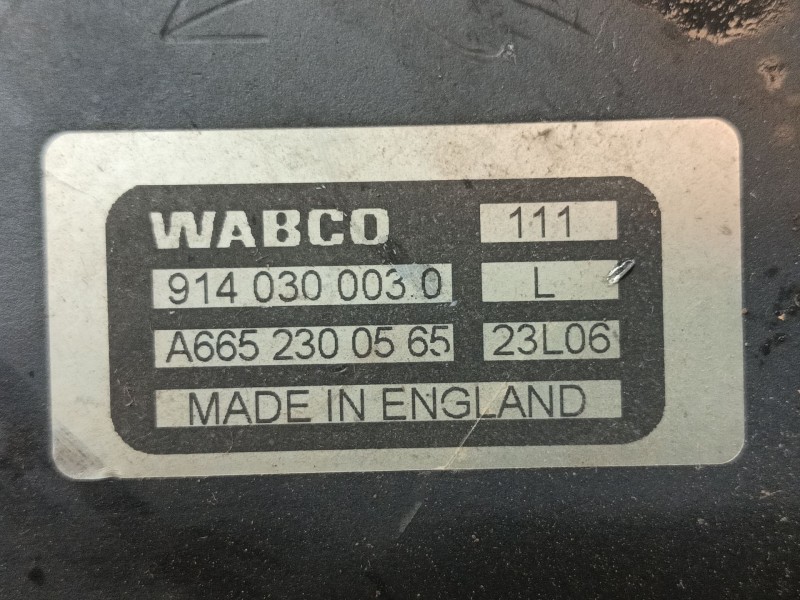 WABCO 111
914 030 003 0 L
A665 230 05 65 23L06
MADE IN ENGLAND